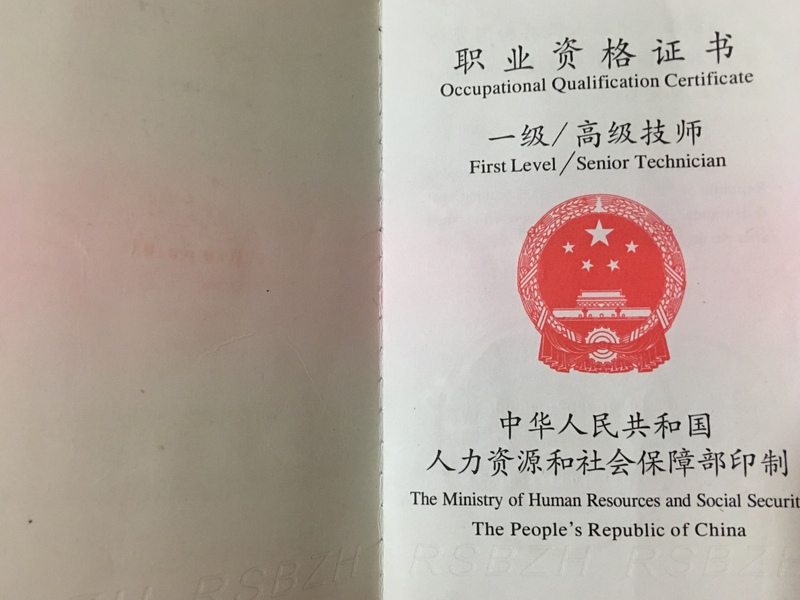 职业资格证书
Occupational Qualification Certificate
一级/高级技师
First Level/Senior Technician
中华人民共和国
人力资源和社会保障部印制
The Ministry of Human Resources and Social Securit
The People's Republic of China
RSBZH RSBZH RSBZH